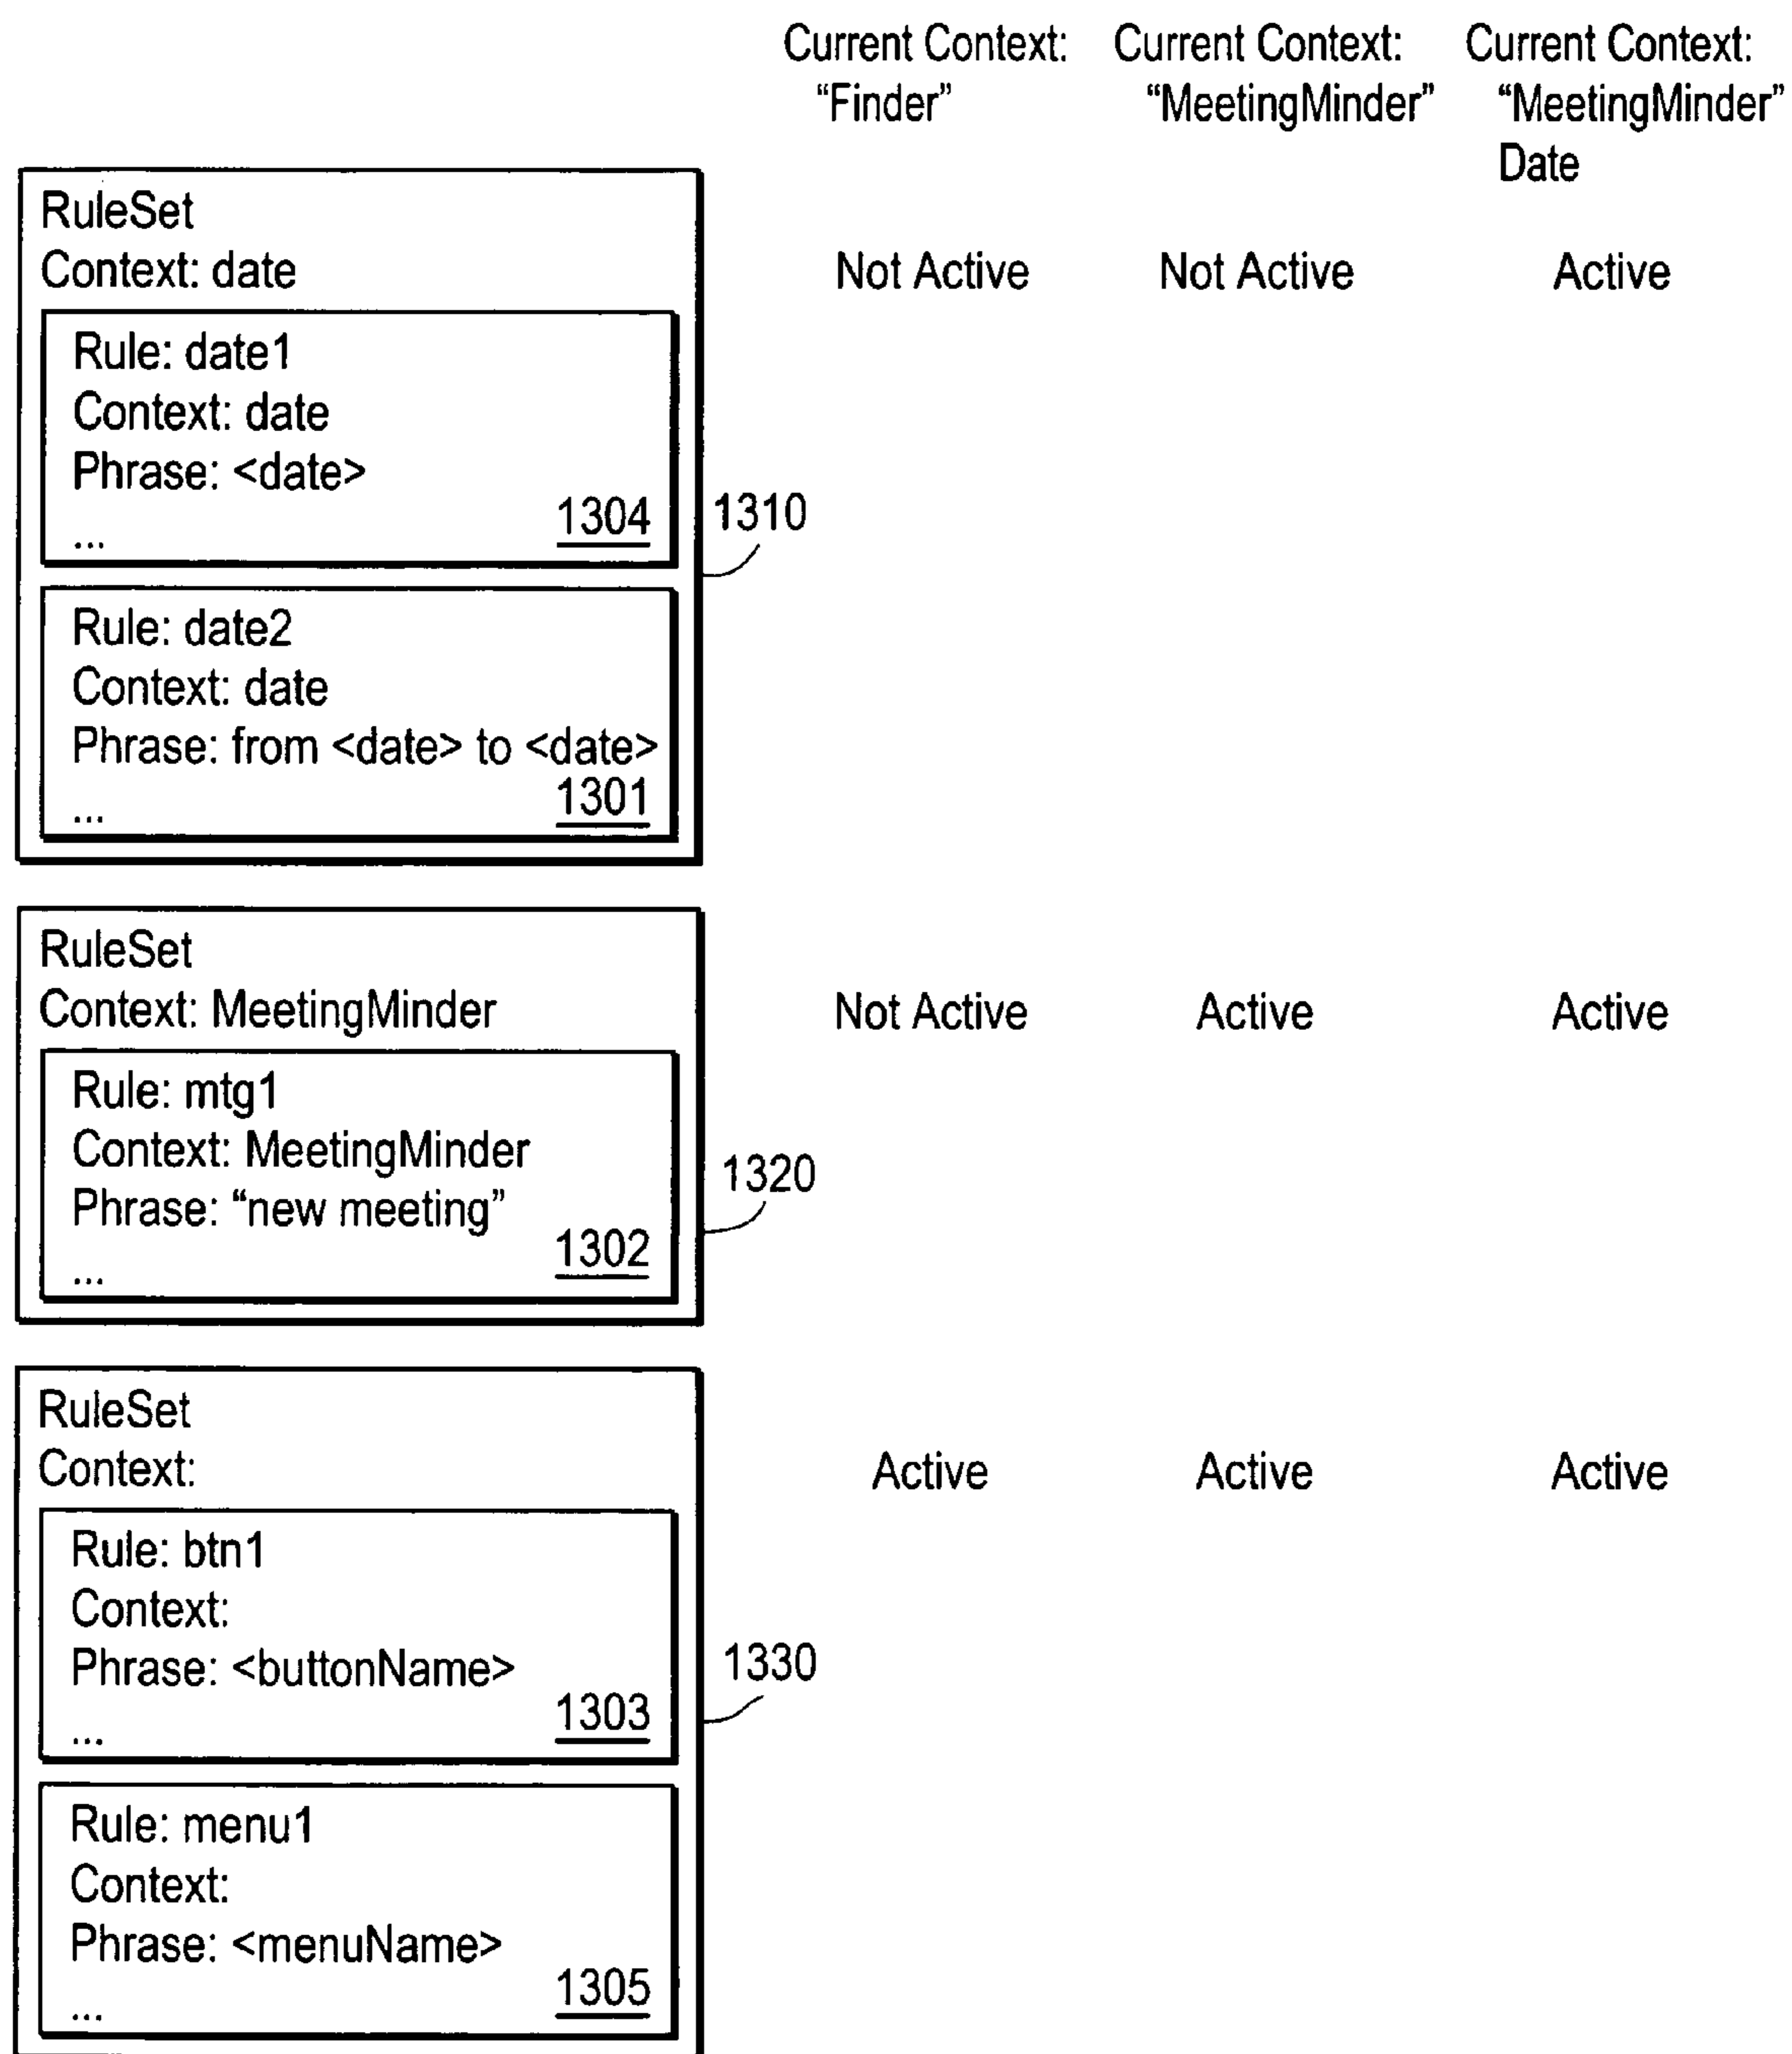 Current Context: Current Context: Current Context:
“Finder” “MeetingMinder” “MeetingMinder”
Date
RuleSet
Context: date Not Active Not Active Active
Rule: date1
Context: date
Phrase: <date>
1304 1310
...
Rule: date2
Context: date
Phrase: from <date> to <date>
1301
...
RuleSet
Context: MeetingMinder Not Active Active Active
Rule: mtg1
Context: MeetingMinder
1320
Phrase: “new meeting”
1302
...
RuleSet
Context: Active Active Active
Rule: btn1
Context:
Phrase: <buttonName> 1330
1303
...
Rule: menu1
Context:
Phrase: <menuName>
1305
...